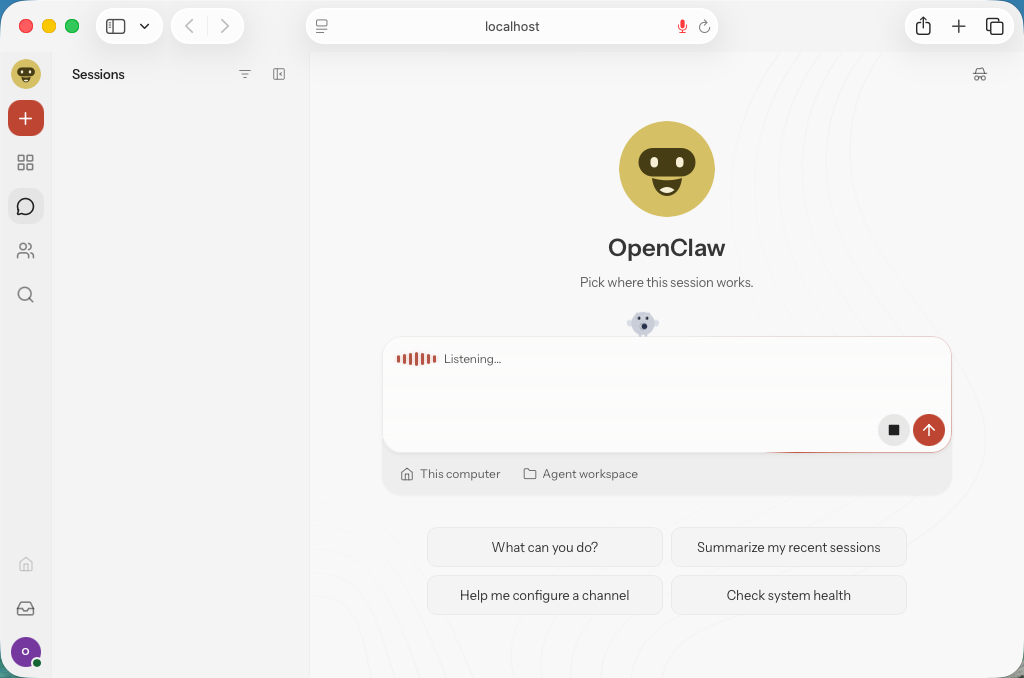 localhost
Sessions
OpenClaw
Pick where this session works.
Listening...
This computer
Agent workspace
What can you do?
Summarize my recent sessions
Help me configure a channel
Check system health
O